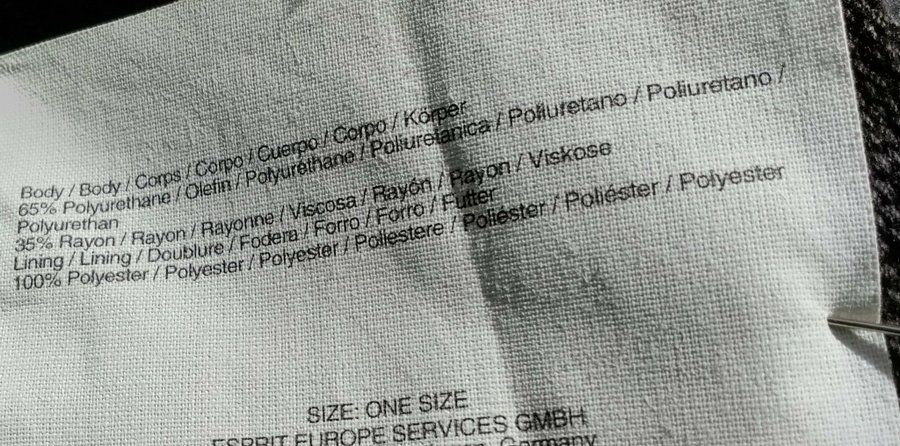 Body / Body / Corps / Corpo / Cuerpo / Corpo / Körper
65% Polyurethane / Olefin / Polyurethane / Poliuretanica / Poliuretano / Poliuretano /
Polyurethan
35% Rayon / Rayon / Rayonne / Viscosa / Rayón / Rayon / Viskose
Lining / Lining / Doublure / Fodera / Forro / Forro / Futter
100% Polyester / Polyester / Polyester / Poliestere / Poliéster / Poliéster / Polyester
SIZE: ONE SIZE
ESPRIT EUROPE SERVICES GMBH
Germany